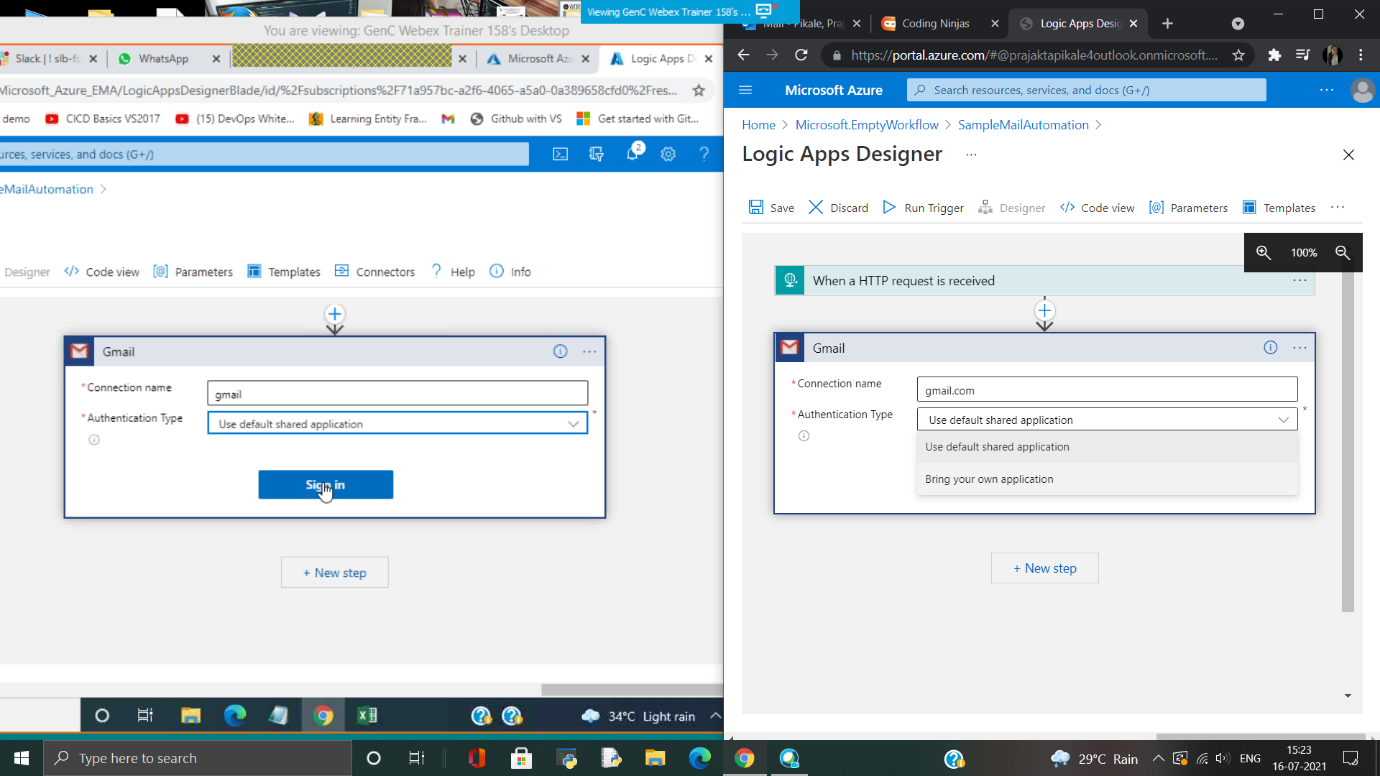 Viewing GenC Webex Trainer 158's ...
You are viewing: GenC Webex Trainer 158's Desktop
Slack | ! slb-fs
WhatsApp
Microsoft Azu
Logic Apps D
Microsoft_Azure_EMA/LogicAppsDesignerBlade/id/%2Fsubscriptions%2F71a957bc-a2f6-4065-a5a0-0a389658cfd0%2Fres...
demo
CICD Basics VS2017
(15) DevOps White...
Learning Entity Fra...
Github with VS
Get started with Git...
urces, services, and docs (G+/)
2
eMailAutomation >
Designer
Code view
Parameters
Templates
Connectors
? Help
Info
Gmail
* Connection name
gmail
* Authentication Type
Use default shared application
*
Sign in
+ New step
34°C Light rain
Type here to search
Mail - Pikale, Pra
Coding Ninjas
Logic Apps Desig
https://portal.azure.com/#@prajaktapikale4outlook.onmicrosoft....
Microsoft Azure
Search resources, services, and docs (G+/)
...
Home > Microsoft.EmptyWorkflow > SampleMailAutomation >
Logic Apps Designer ...
Save
Discard
Run Trigger
Designer
Code view
Parameters
Templates
...
100%
When a HTTP request is received
...
Gmail
...
* Connection name
gmail.com
* Authentication Type
Use default shared application
*
Use default shared application
Bring your own application
+ New step
29°C Rain
ENG
15:23
16-07-2021